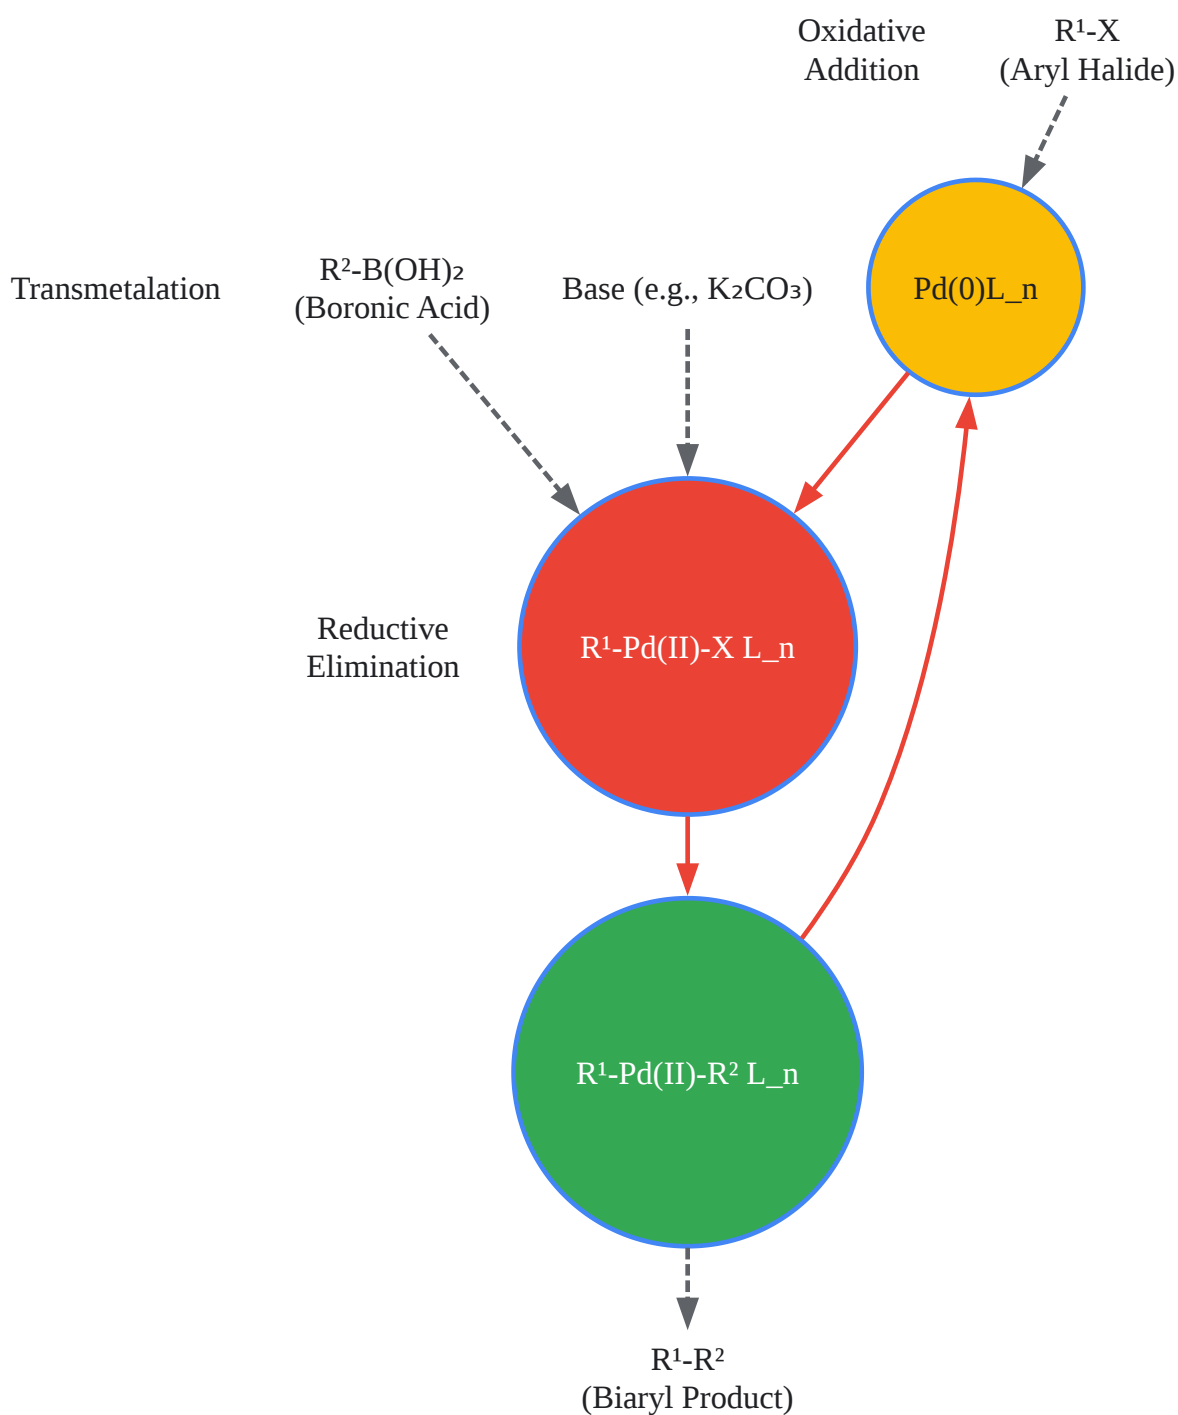 Oxidative
Addition
R¹-X
(Aryl Halide)
Transmetalation
R²-B(OH)₂
(Boronic Acid)
Base (e.g., K₂CO₃)
Pd(0)L_n
Reductive
Elimination
R¹-Pd(II)-X L_n
R¹-Pd(II)-R² L_n
R¹-R²
(Biaryl Product)